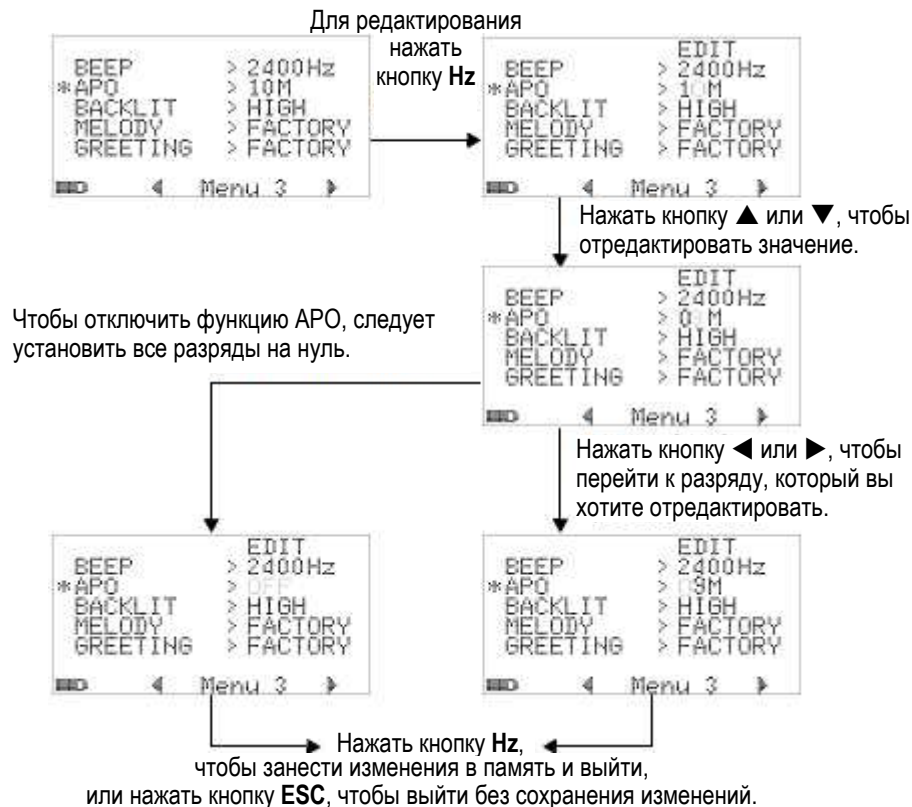 Для редактирования
нажать
кнопку Hz
BEEP > 2400Hz
*APO > 10M
BACKLIT > HIGH
MELODY > FACTORY
GREETING > FACTORY
◀ Menu 3 ▶
EDIT
BEEP > 2400Hz
*APO > 10M
BACKLIT > HIGH
MELODY > FACTORY
GREETING > FACTORY
◀ Menu 3 ▶
Нажать кнопку ▲ или ▼, чтобы
отредактировать значение.
EDIT
BEEP > 2400Hz
*APO > 0 M
BACKLIT > HIGH
MELODY > FACTORY
GREETING > FACTORY
◀ Menu 3 ▶
Чтобы отключить функцию APO, следует
установить все разряды на нуль.
Нажать кнопку ◀ или ▶, чтобы
перейти к разряду, который вы
хотите отредактировать.
EDIT
BEEP > 2400Hz
*APO > OFF
BACKLIT > HIGH
MELODY > FACTORY
GREETING > FACTORY
◀ Menu 3 ▶
EDIT
BEEP > 2400Hz
*APO > 09M
BACKLIT > HIGH
MELODY > FACTORY
GREETING > FACTORY
◀ Menu 3 ▶
Нажать кнопку Hz,
чтобы занести изменения в память и выйти,
или нажать кнопку ESC, чтобы выйти без сохранения изменений.